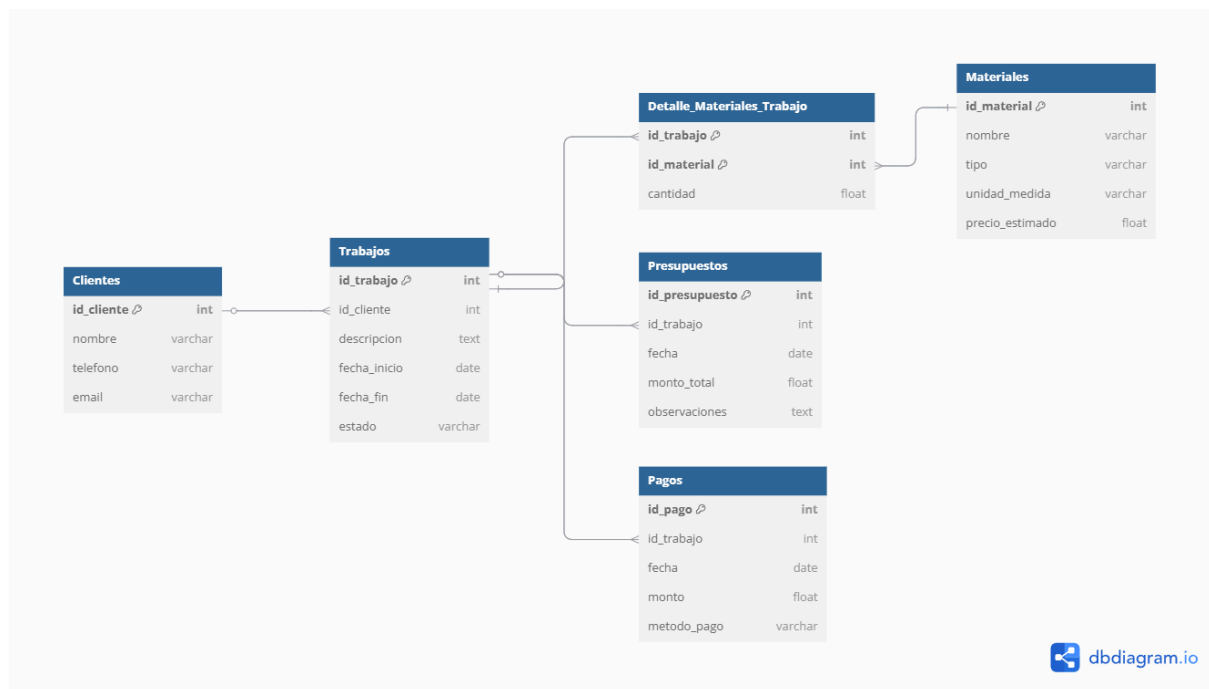 Clientes
id_cliente int
nombre varchar
telefono varchar
email varchar
Trabajos
id_trabajo int
id_cliente int
descripcion text
fecha_inicio date
fecha_fin date
estado varchar
Detalle_Materiales_Trabajo
id_trabajo int
id_material int
cantidad float
Presupuestos
id_presupuesto int
id_trabajo int
fecha date
monto_total float
observaciones text
Pagos
id_pago int
id_trabajo int
fecha date
monto float
metodo_pago varchar
Materiales
id_material int
nombre varchar
tipo varchar
unidad_medida varchar
precio_estimado float
dbdiagram.io